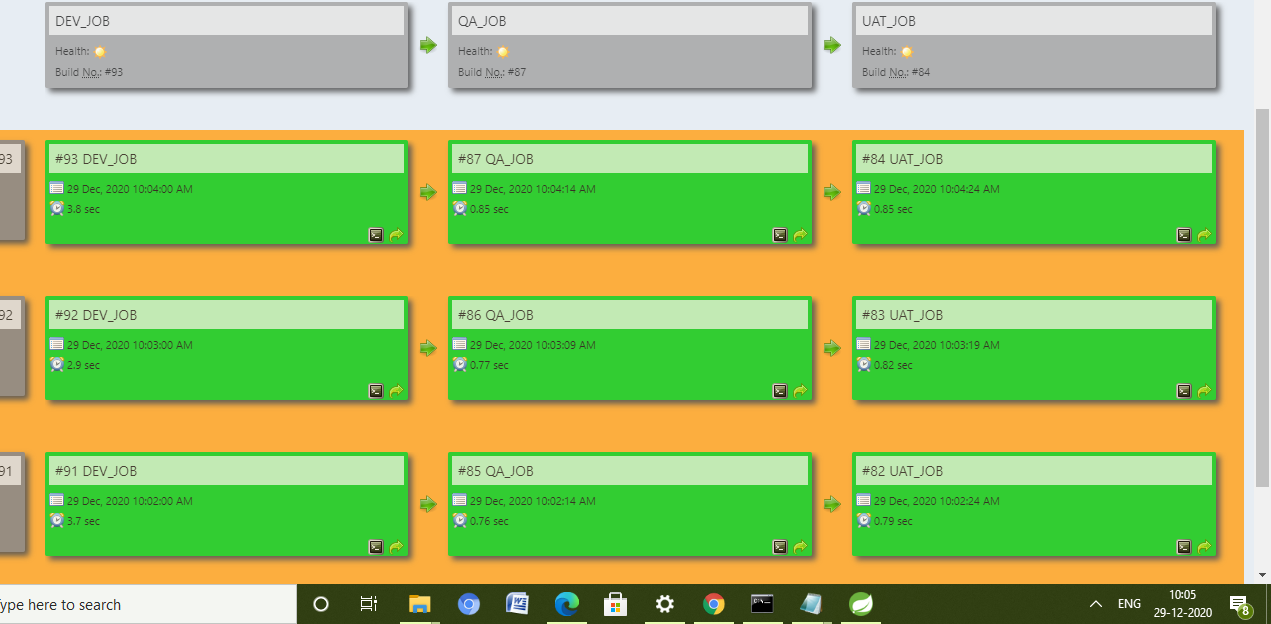 DEV_JOB
Health:
Build No.: #93
QA_JOB
Health:
Build No.: #87
UAT_JOB
Health:
Build No.: #84
93
#93 DEV_JOB
29 Dec, 2020 10:04:00 AM
3.8 sec
#87 QA_JOB
29 Dec, 2020 10:04:14 AM
0.85 sec
#84 UAT_JOB
29 Dec, 2020 10:04:24 AM
0.85 sec
92
#92 DEV_JOB
29 Dec, 2020 10:03:00 AM
2.9 sec
#86 QA_JOB
29 Dec, 2020 10:03:09 AM
0.77 sec
#83 UAT_JOB
29 Dec, 2020 10:03:19 AM
0.82 sec
91
#91 DEV_JOB
29 Dec, 2020 10:02:00 AM
3.7 sec
#85 QA_JOB
29 Dec, 2020 10:02:14 AM
0.76 sec
#82 UAT_JOB
29 Dec, 2020 10:02:24 AM
0.79 sec
ype here to search
W
ENG
10:05
29-12-2020
8